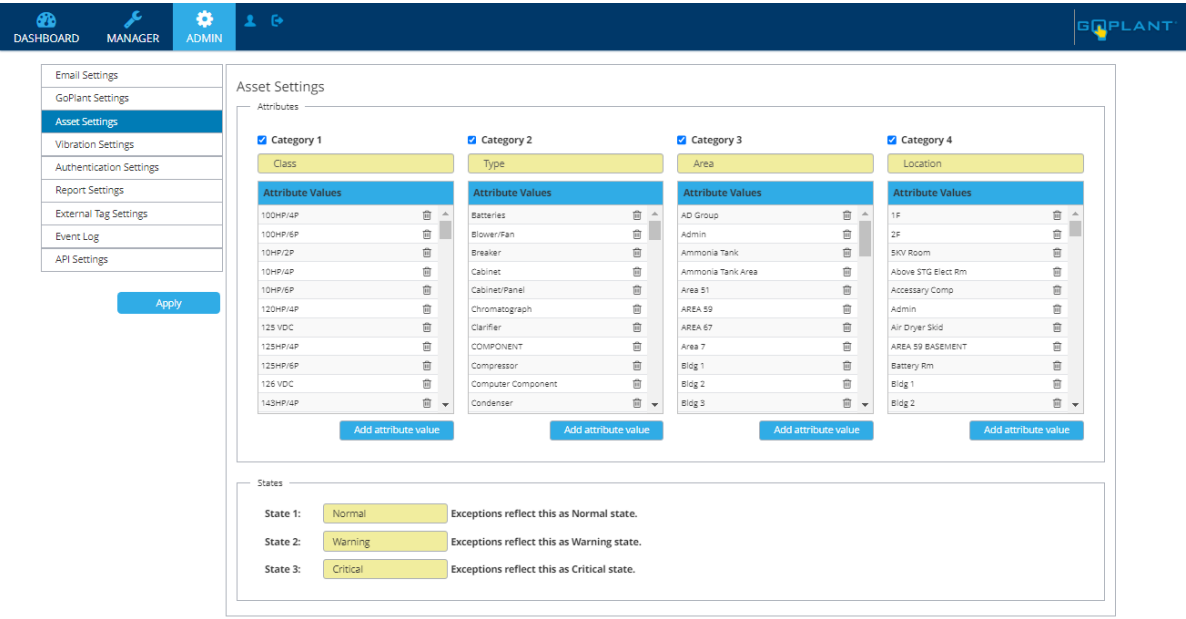 DASHBOARD MANAGER ADMIN GOPLANT
Email Settings
GoPlant Settings
Asset Settings
Vibration Settings
Authentication Settings
Report Settings
External Tag Settings
Event Log
API Settings
Apply
Asset Settings
Attributes
Category 1 Category 2 Category 3 Category 4
Class Type Area Location
Attribute Values Attribute Values Attribute Values Attribute Values
100HP/4P Batteries AD Group 1F
100HP/6P Blower/Fan Admin 2F
10HP/2P Breaker Ammonia Tank 5KV Room
10HP/4P Cabinet Ammonia Tank Area Above STG Elect Rm
10HP/6P Cabinet/Panel Area 51 Accessary Comp
120HP/4P Chromatograph AREA 59 Admin
125 VDC Clarifier AREA 67 Air Dryer Skid
125HP/4P COMPONENT Area 7 AREA 59 BASEMENT
125HP/6P Compressor Bldg 1 Battery Rm
126 VDC Computer Component Bldg 2 Bldg 1
143HP/4P Condenser Bldg 3 Bldg 2
Add attribute value Add attribute value Add attribute value Add attribute value
States
State 1: Normal Exceptions reflect this as Normal state.
State 2: Warning Exceptions reflect this as Warning state.
State 3: Critical Exceptions reflect this as Critical state.